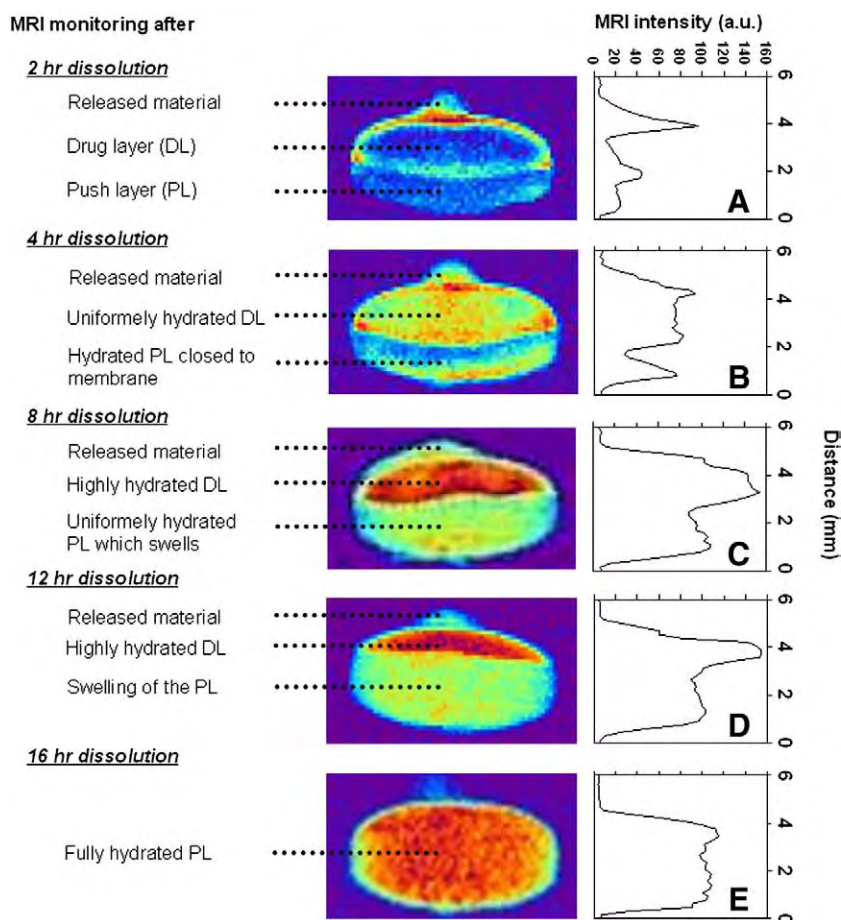 MRI monitoring after
MRI intensity (a.u.)
0 20 40 60 80 100 120 140 160
2 hr dissolution
Released material
Drug layer (DL)
Push layer (PL)
6
4
2
0
A
4 hr dissolution
Released material
Uniformely hydrated DL
Hydrated PL closed to
membrane
6
4
2
0
B
8 hr dissolution
Released material
Highly hydrated DL
Uniformely hydrated
PL which swells
6
4
2
0
C
Distance (mm)
12 hr dissolution
Released material
Highly hydrated DL
Swelling of the PL
6
4
2
0
D
16 hr dissolution
Fully hydrated PL
6
4
2
0
E